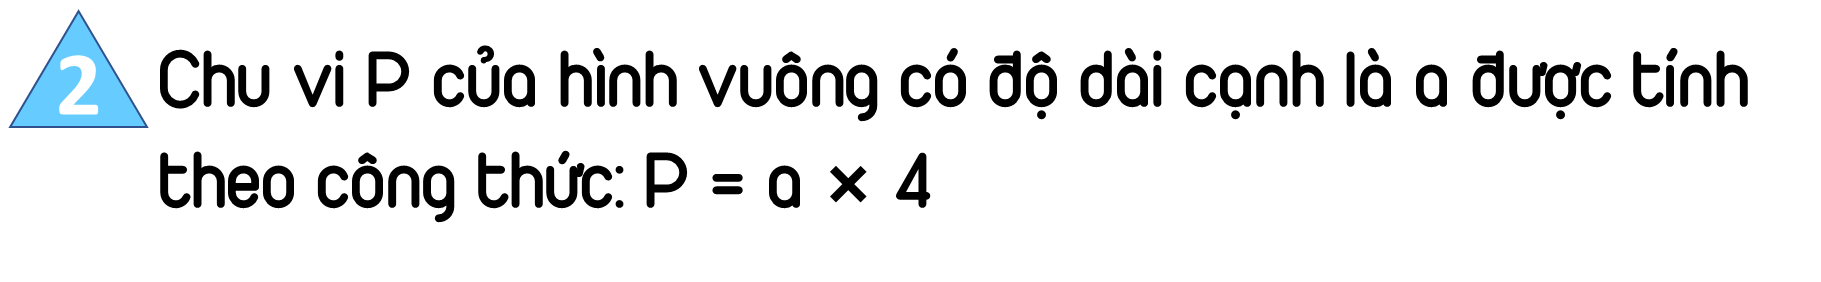 2 Chu vi P của hình vuông có độ dài cạnh là a được tính
theo công thức: P = a × 4